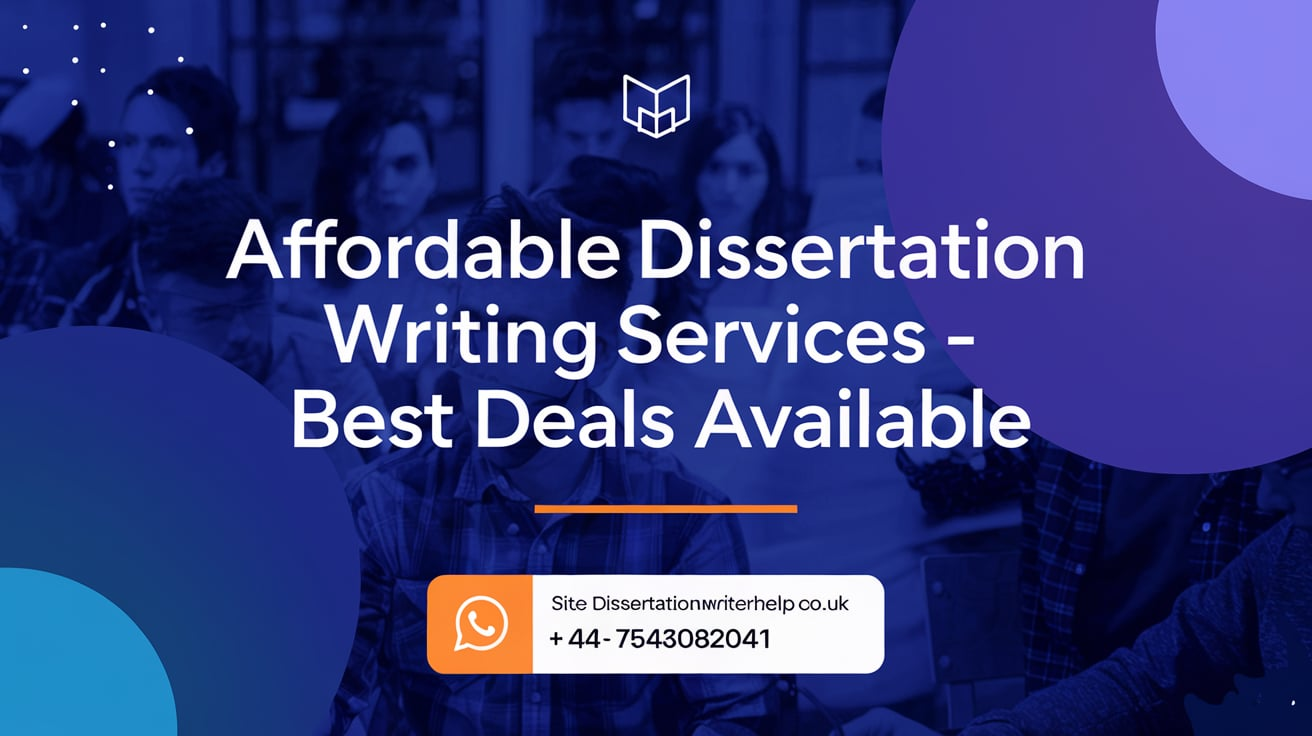 Affordable Dissertation
Writing Services -
Best Deals Available
Site Dissertationwriterhelp co.uk
+ 44- 7543082041